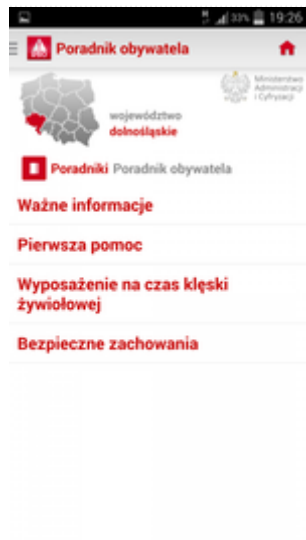 H 33% 19:26
Poradnik obywatela
województwo
dolnośląskie
Ministerstwo
Administracji
i Cyfryzacji
Poradniki Poradnik obywatela
Ważne informacje
Pierwsza pomoc
Wyposażenie na czas klęski
żywiołowej
Bezpieczne zachowania